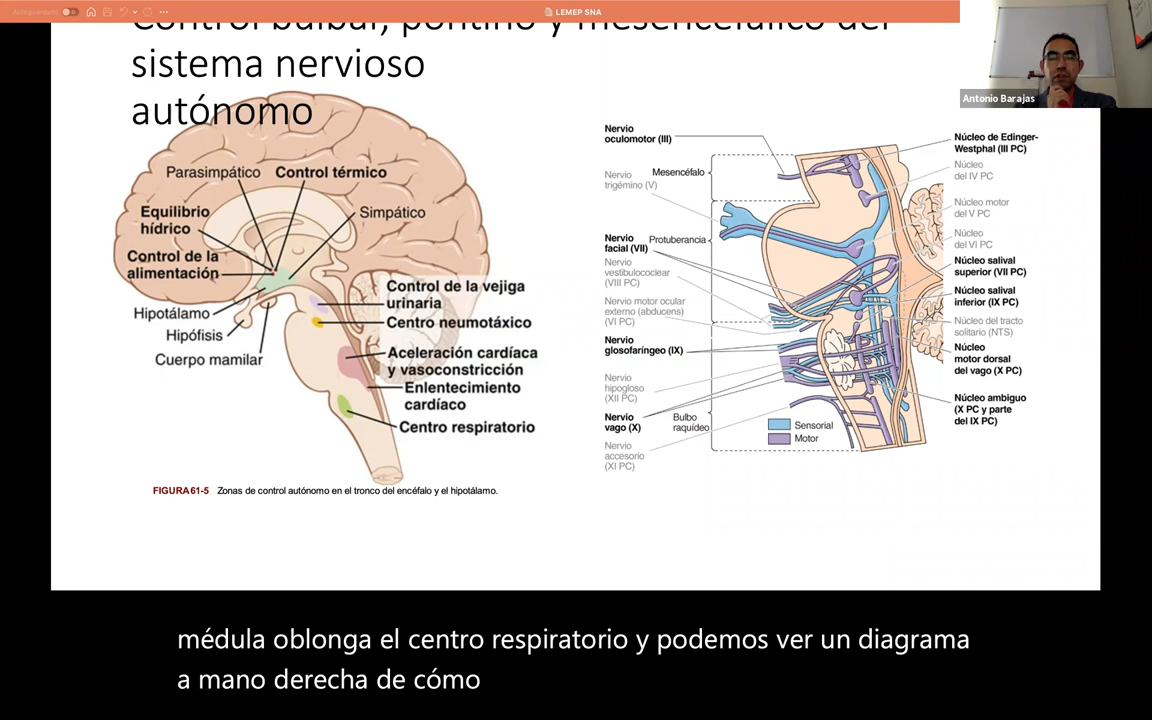 Autoguardado
LEMEP SNA
Control bulbar, pontino y mesencefálico del
sistema nervioso
autónomo
Antonio Barajas
Parasimpático
Control térmico
Equilibrio
hídrico
Simpático
Control de la
alimentación
Hipotálamo
Hipófisis
Cuerpo mamilar
Control de la vejiga
urinaria
Centro neumotáxico
Aceleración cardíaca
y vasoconstricción
Enlentecimiento
cardíaco
Centro respiratorio
FIGURA 61-5 Zonas de control autónomo en el tronco del encéfalo y el hipotálamo.
Nervio
oculomotor (III)
Mesencéfalo
Nervio
trigémino (V)
Nervio
facial (VII)
Protuberancia
Nervio
vestibulococlear
(VIII PC)
Nervio motor ocular
externo (abducens)
(VI PC)
Nervio
glosofaríngeo (IX)
Nervio
hipogloso
(XII PC)
Nervio
vago (X)
Bulbo
raquídeo
Nervio
accesorio
(XI PC)
Sensorial
Motor
Núcleo de Edinger-
Westphal (III PC)
Núcleo
del IV PC
Núcleo motor
del V PC
Núcleo
del VI PC
Núcleo salival
superior (VII PC)
Núcleo salival
inferior (IX PC)
Núcleo del tracto
solitario (NTS)
Núcleo
motor dorsal
del vago (X PC)
Núcleo ambiguo
(X PC y parte
del IX PC)
médula oblonga el centro respiratorio y podemos ver un diagrama
a mano derecha de cómo